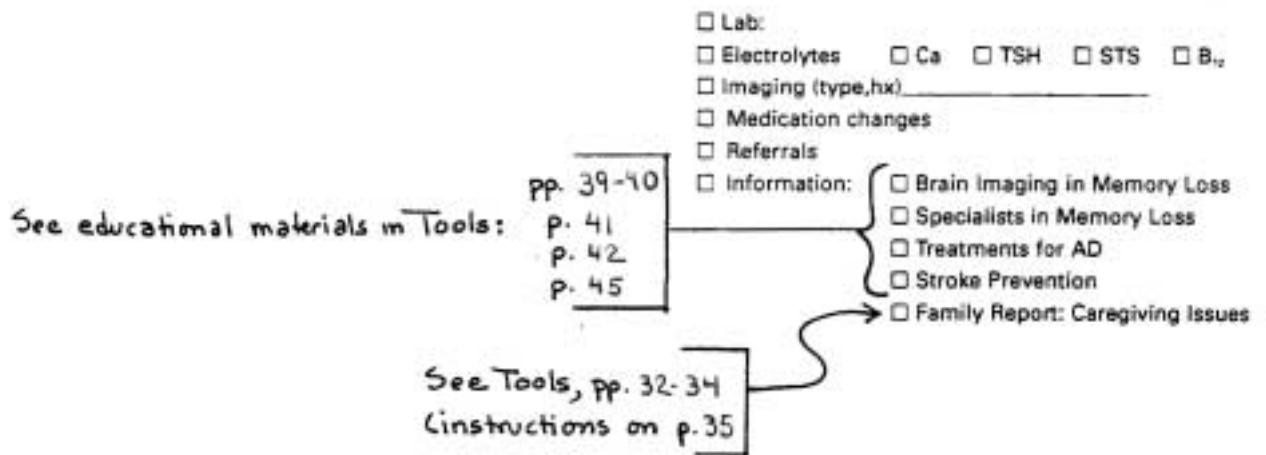 ☐ Lab:
☐ Electrolytes ☐ Ca ☐ TSH ☐ STS ☐ B₁₂
☐ Imaging (type,hx)
☐ Medication changes
☐ Referrals
☐ Information:
☐ Brain Imaging in Memory Loss
☐ Specialists in Memory Loss
☐ Treatments for AD
☐ Stroke Prevention
☐ Family Report: Caregiving Issues
See educational materials in Tools:
pp. 39-40
p. 41
p. 42
p. 45
See Tools, pp. 32-34
(instructions on p. 35